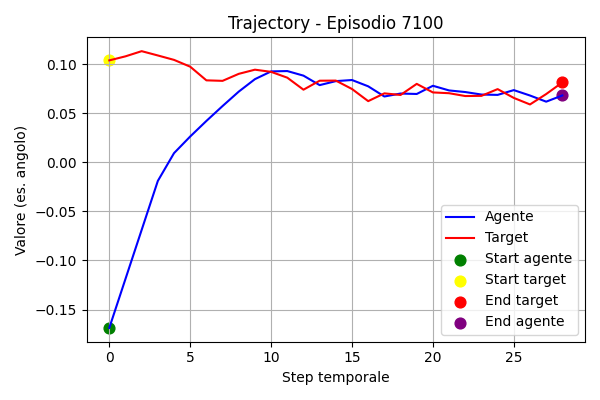 Trajectory - Episodio 7100
Valore (es. angolo)
0.10
0.05
0.00
−0.05
−0.10
−0.15
0 5 10 15 20 25
Step temporale
Agente
Target
Start agente
Start target
End target
End agente